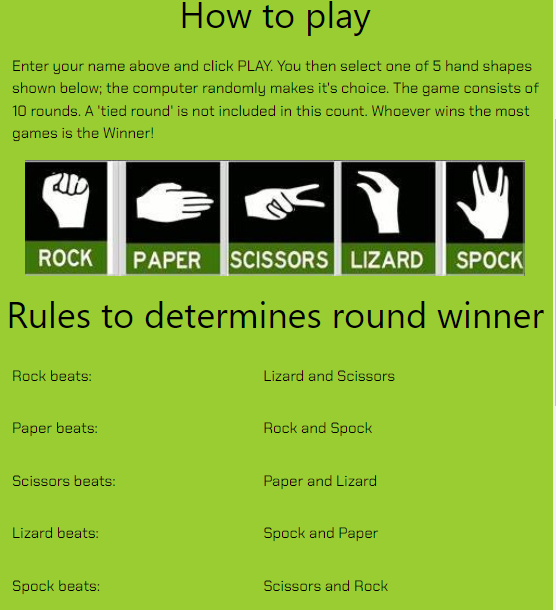 How to play
Enter your name above and click PLAY. You then select one of 5 hand shapes
shown below; the computer randomly makes it's choice. The game consists of
10 rounds. A 'tied round' is not included in this count. Whoever wins the most
games is the Winner!
ROCK PAPER SCISSORS LIZARD SPOCK
Rules to determines round winner
Rock beats: Lizard and Scissors
Paper beats: Rock and Spock
Scissors beats: Paper and Lizard
Lizard beats: Spock and Paper
Spock beats: Scissors and Rock